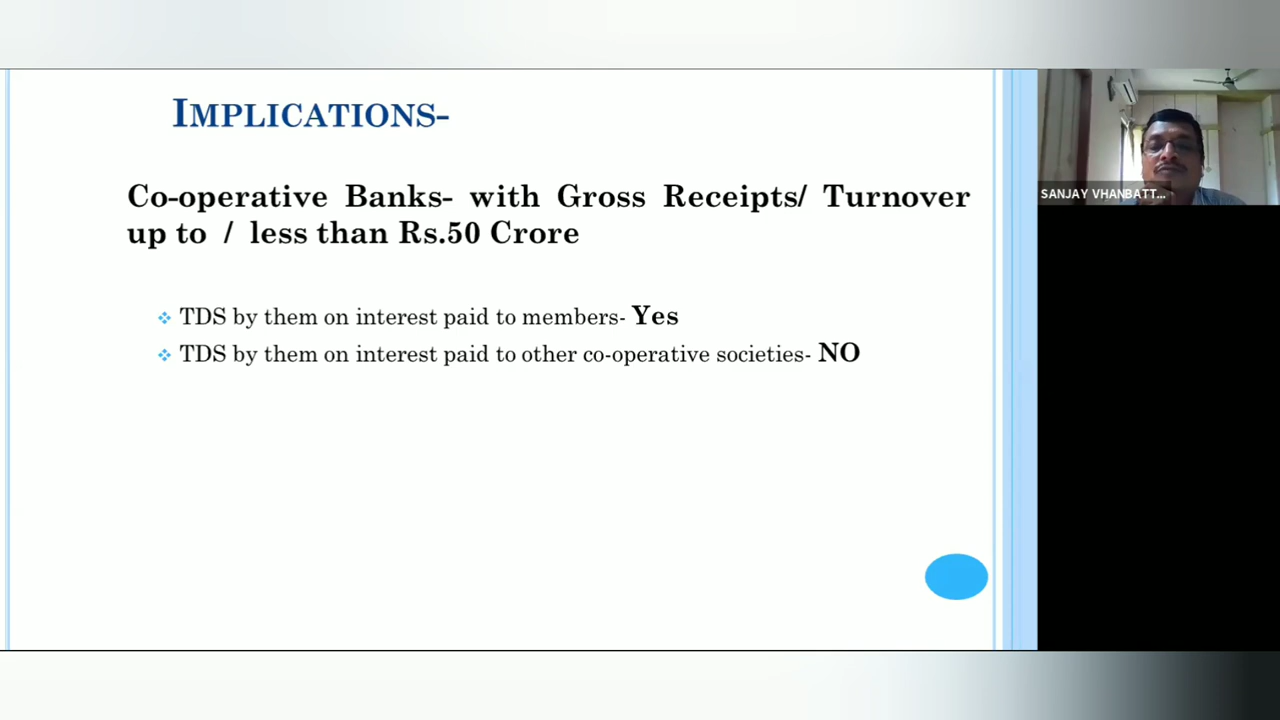 IMPLICATIONS-
Co-operative Banks- with Gross Receipts/ Turnover
up to / less than Rs.50 Crore
TDS by them on interest paid to members- Yes
TDS by them on interest paid to other co-operative societies- NO
SANJAY VHANBATT...